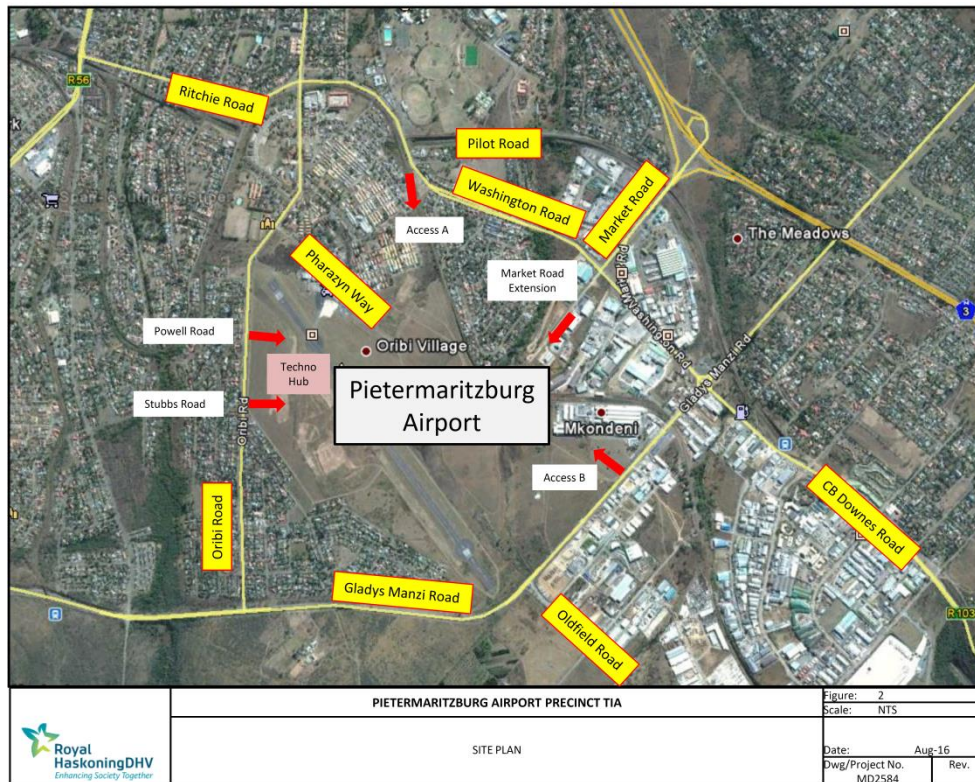 R 56
Ritchie Road
Pilot Road
Washington Road
Market Road
Access A
The Meadows
Market Road
Extension
Pharazyn Way
3
Powell Road
Oribi Village
Techno
Hub
Washington Rd
Gladys Manzi Rd
Pietermaritzburg
Airport
Stubbs Road
Oribi Rd
Mkondeni
Access B
CB Downes Road
Oribi Road
Gladys Manzi Road
Oldfield Road
R103
Royal
HaskoningDHV
Enhancing Society Together
PIETERMARITZBURG AIRPORT PRECINCT TIA
SITE PLAN
Figure: 2
Scale: NTS
Date: Aug-16
Dwg/Project No.
MD2584
Rev.